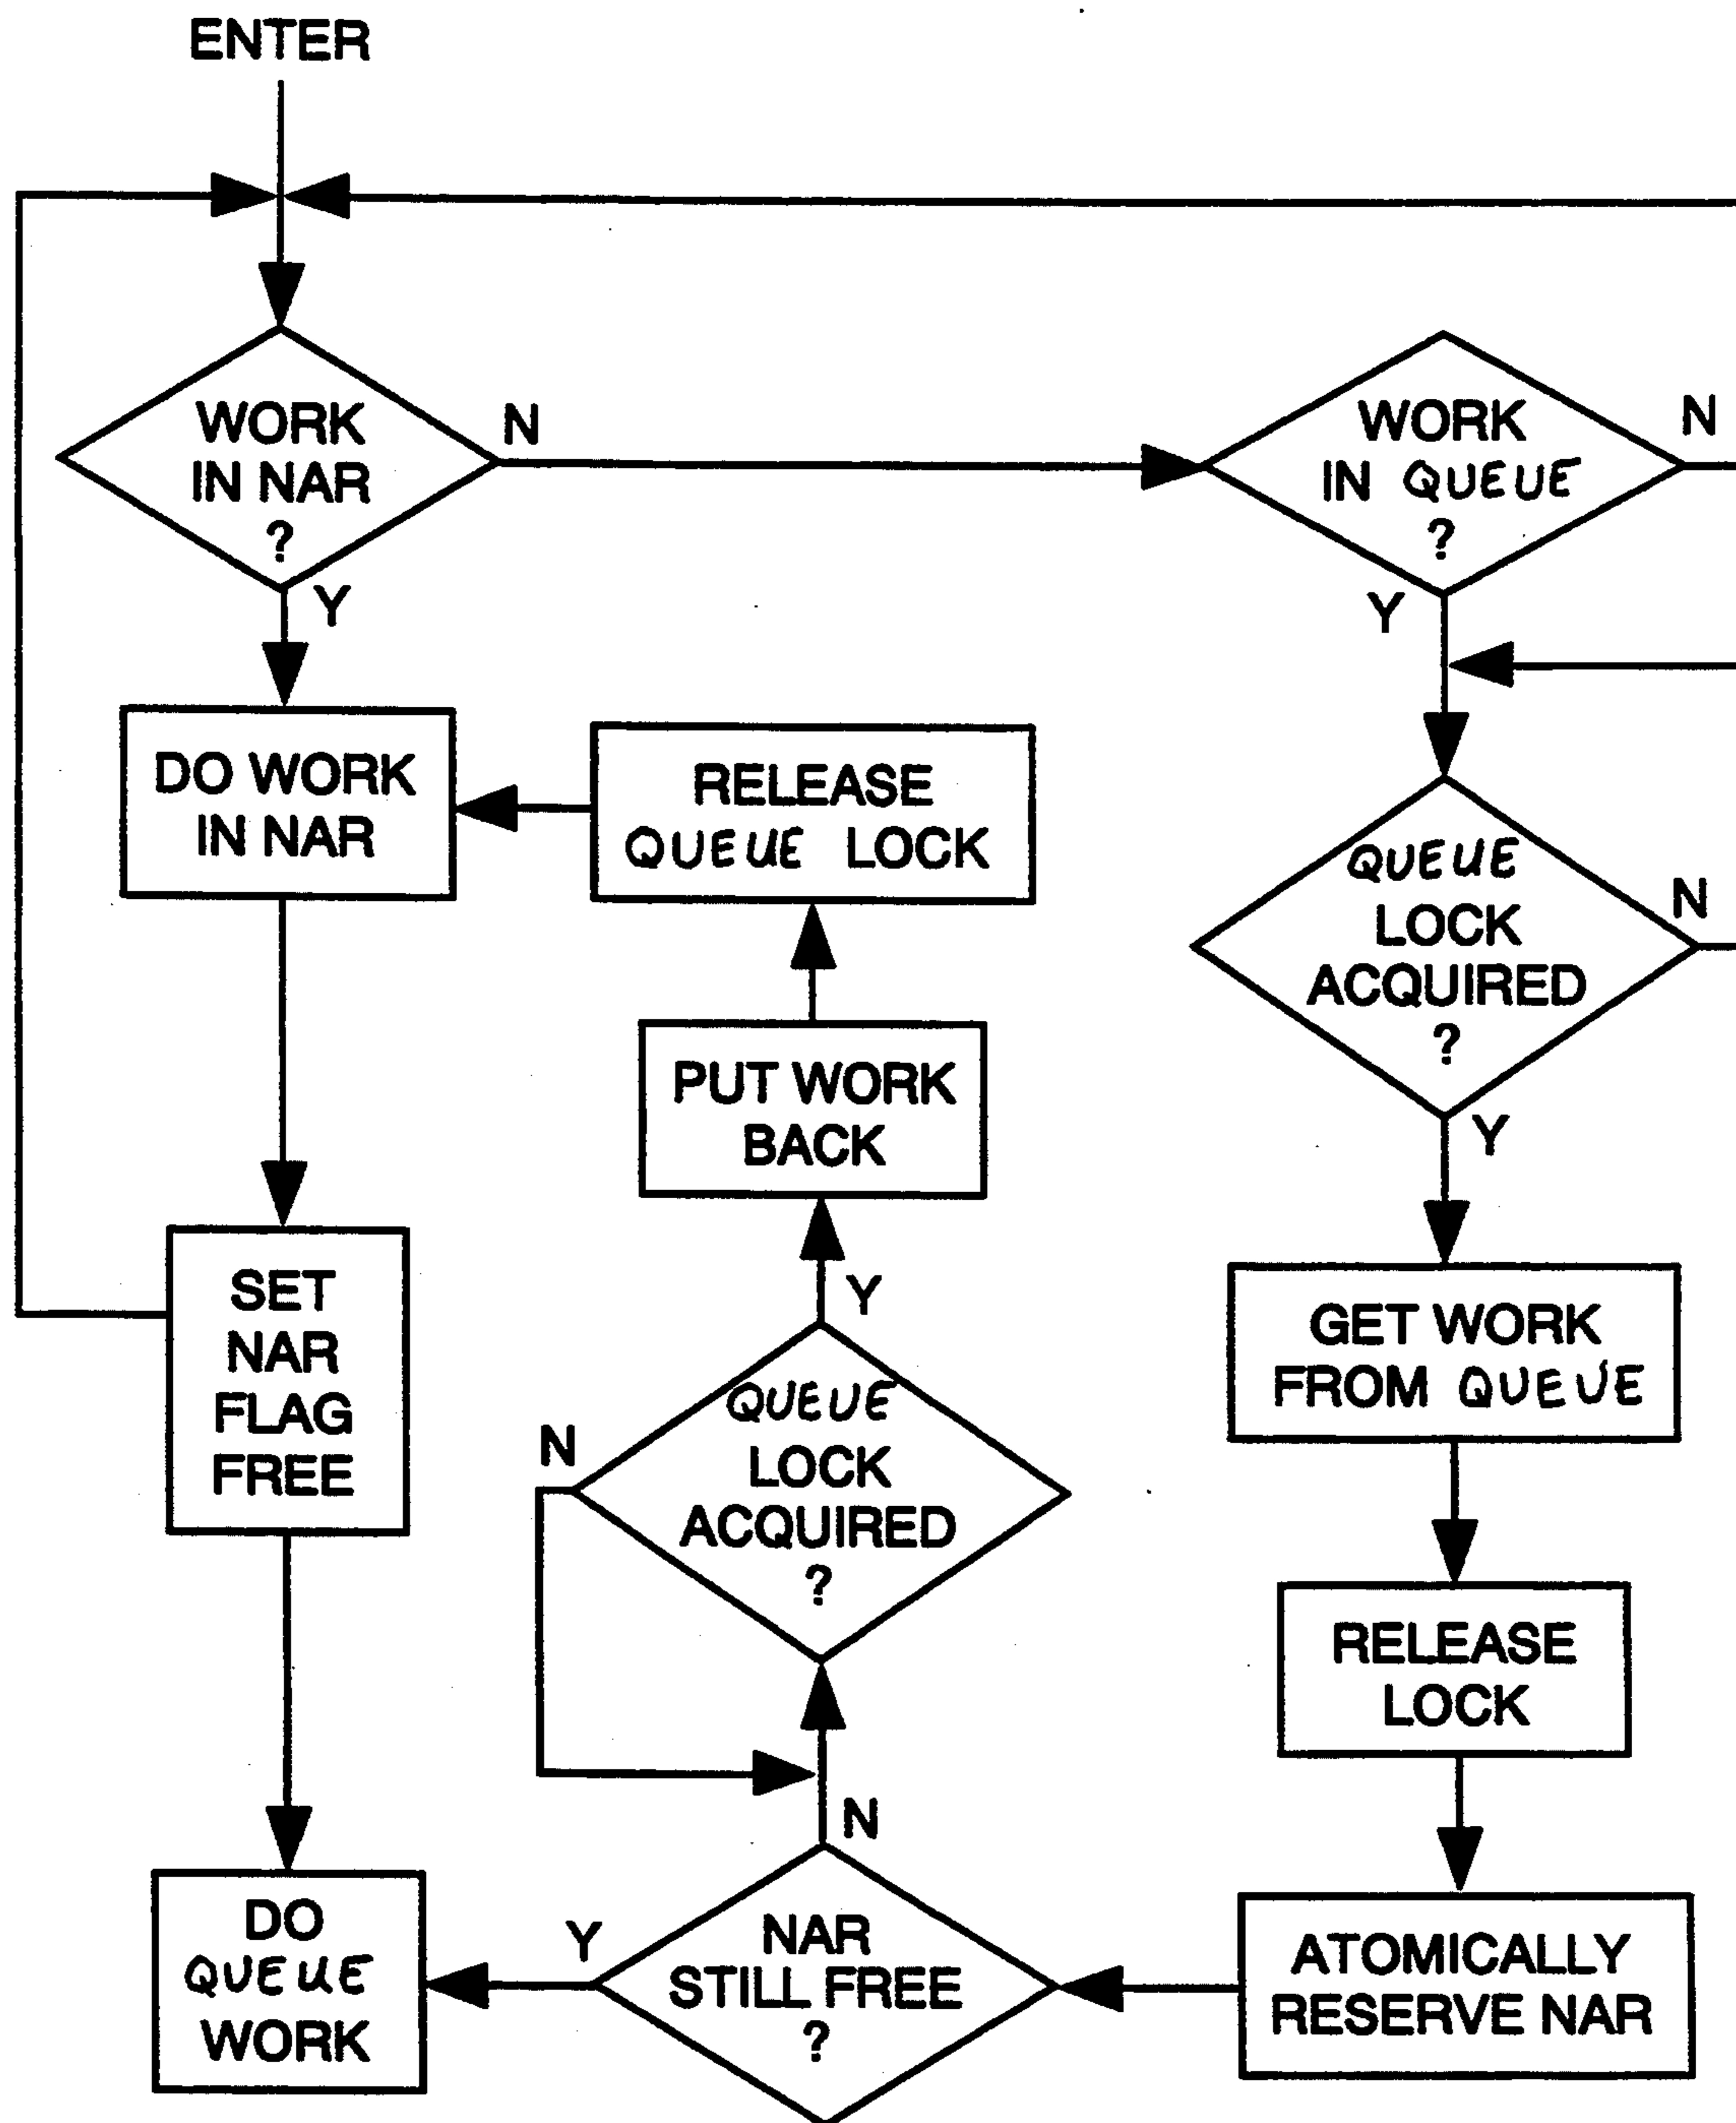 ENTER
WORK
IN NAR
?
N
Y
WORK
IN QUEUE
?
N
Y
DO WORK
IN NAR
RELEASE
QUEUE LOCK
QUEUE
LOCK
ACQUIRED
?
N
Y
PUT WORK
BACK
SET
NAR
FLAG
FREE
Y
QUEUE
LOCK
ACQUIRED
?
N
GET WORK
FROM QUEUE
RELEASE
LOCK
N
DO
QUEUE
WORK
Y
NAR
STILL FREE
?
ATOMICALLY
RESERVE NAR